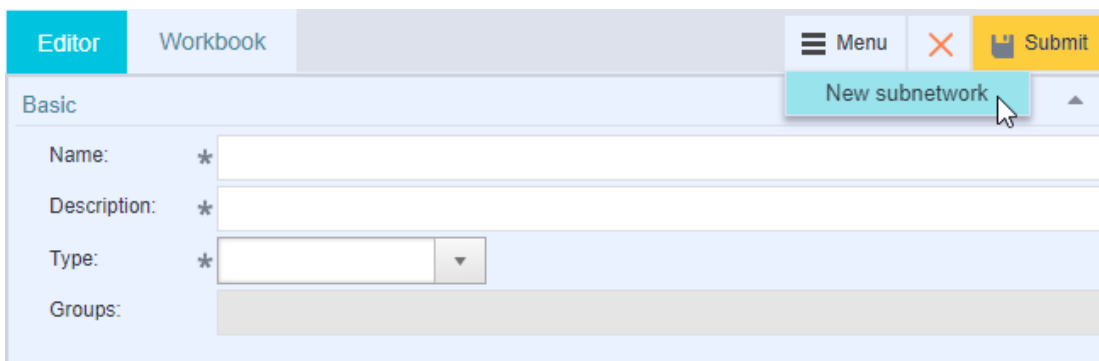 Editor Workbook Menu Submit
New subnetwork
Basic
Name: *
Description: *
Type: *
Groups: